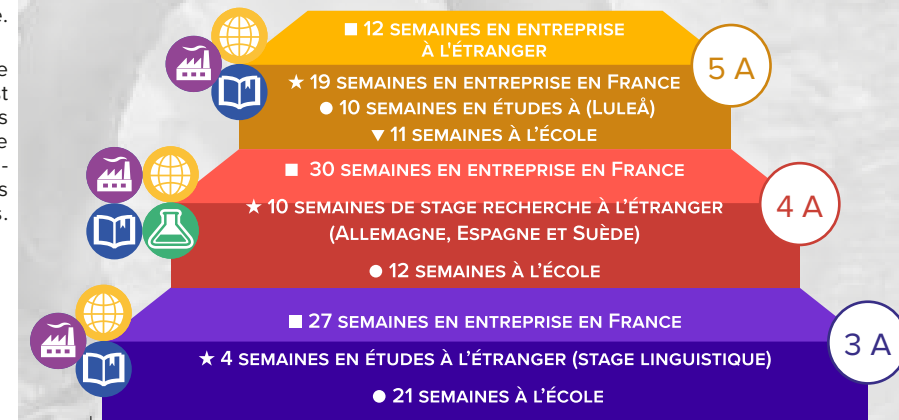 ■ 12 SEMAINES EN ENTREPRISE
À L'ÉTRANGER
★ 19 SEMAINES EN ENTREPRISE EN FRANCE
● 10 SEMAINES EN ÉTUDES À (LULEÅ)
▼ 11 SEMAINES À L'ÉCOLE
5 A
■ 30 SEMAINES EN ENTREPRISE EN FRANCE
★ 10 SEMAINES DE STAGE RECHERCHE À L'ÉTRANGER
(ALLEMAGNE, ESPAGNE ET SUÈDE)
● 12 SEMAINES À L'ÉCOLE
4 A
■ 27 SEMAINES EN ENTREPRISE EN FRANCE
★ 4 SEMAINES EN ÉTUDES À L'ÉTRANGER (STAGE LINGUISTIQUE)
● 21 SEMAINES À L'ÉCOLE
3 A